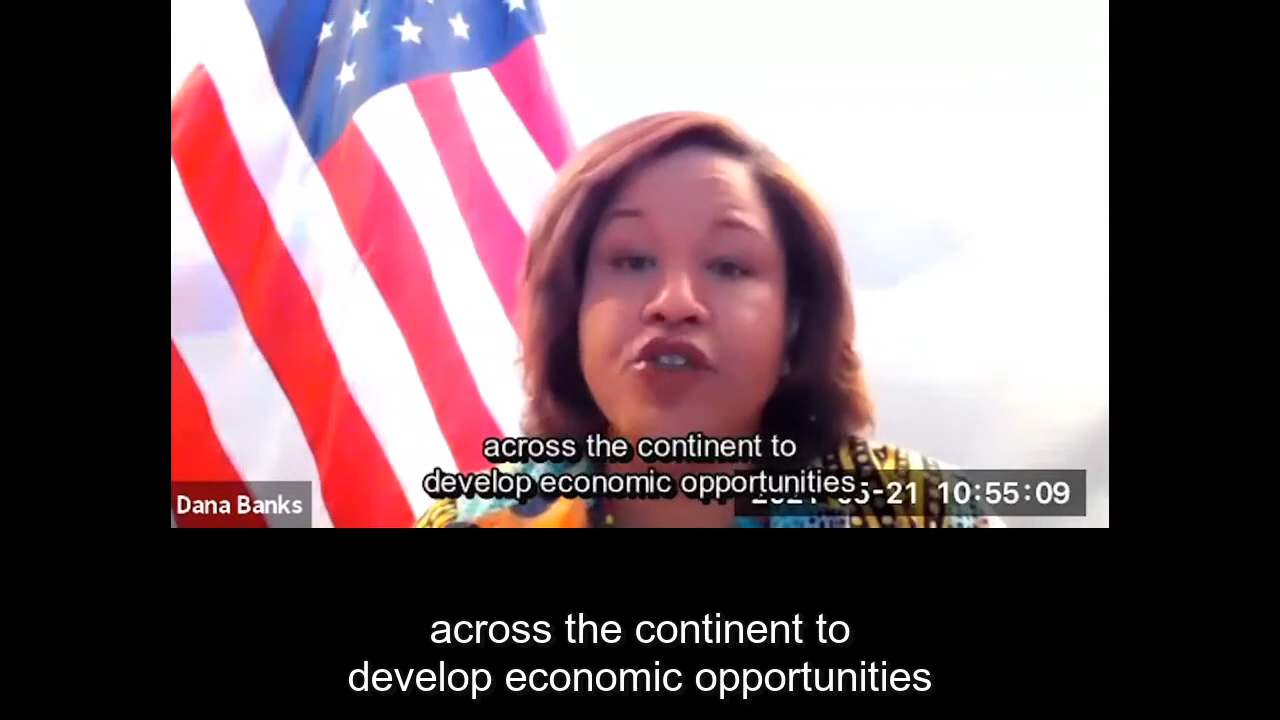 across the continent to
develop economic opportunities
Dana Banks
10:55:09
across the continent to
develop economic opportunities